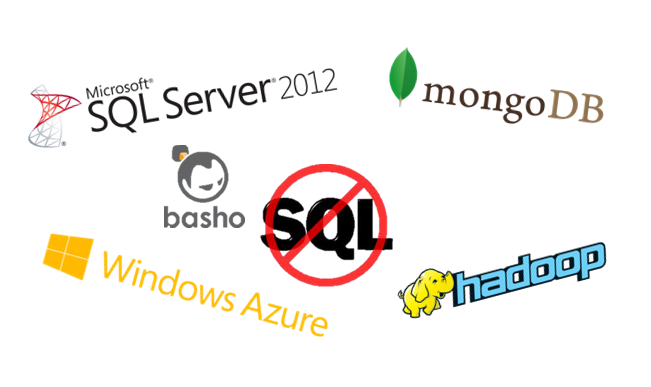 Microsoft®
SQL Server® 2012
®
mongoDB
basho
SQL
Windows Azure
hadoop